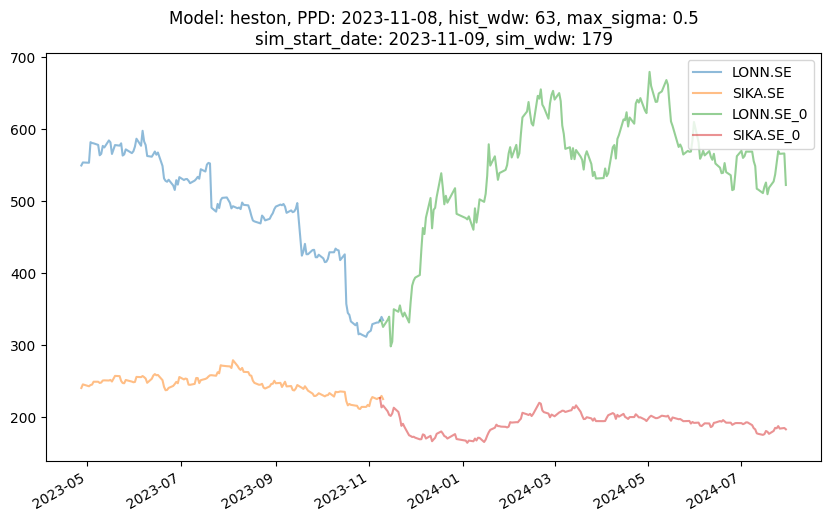 Model: heston, PPD: 2023-11-08, hist_wdw: 63, max_sigma: 0.5
sim_start_date: 2023-11-09, sim_wdw: 179
700
600
500
400
300
200
LONN.SE
SIKA.SE
LONN.SE_0
SIKA.SE_0
2023-05
2023-07
2023-09
2023-11
2024-01
2024-03
2024-05
2024-07